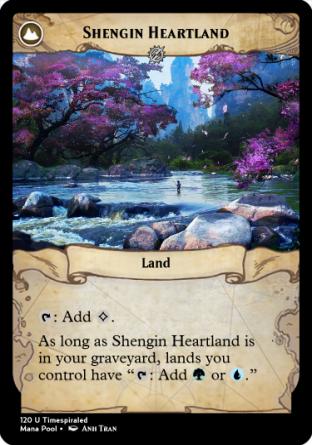 Shengin Heartland
Land
: Add .
As long as Shengin Heartland is
in your graveyard, lands you
control have “: Add or .”
120 U Timespiraled
Mana Pool • Anh Tran